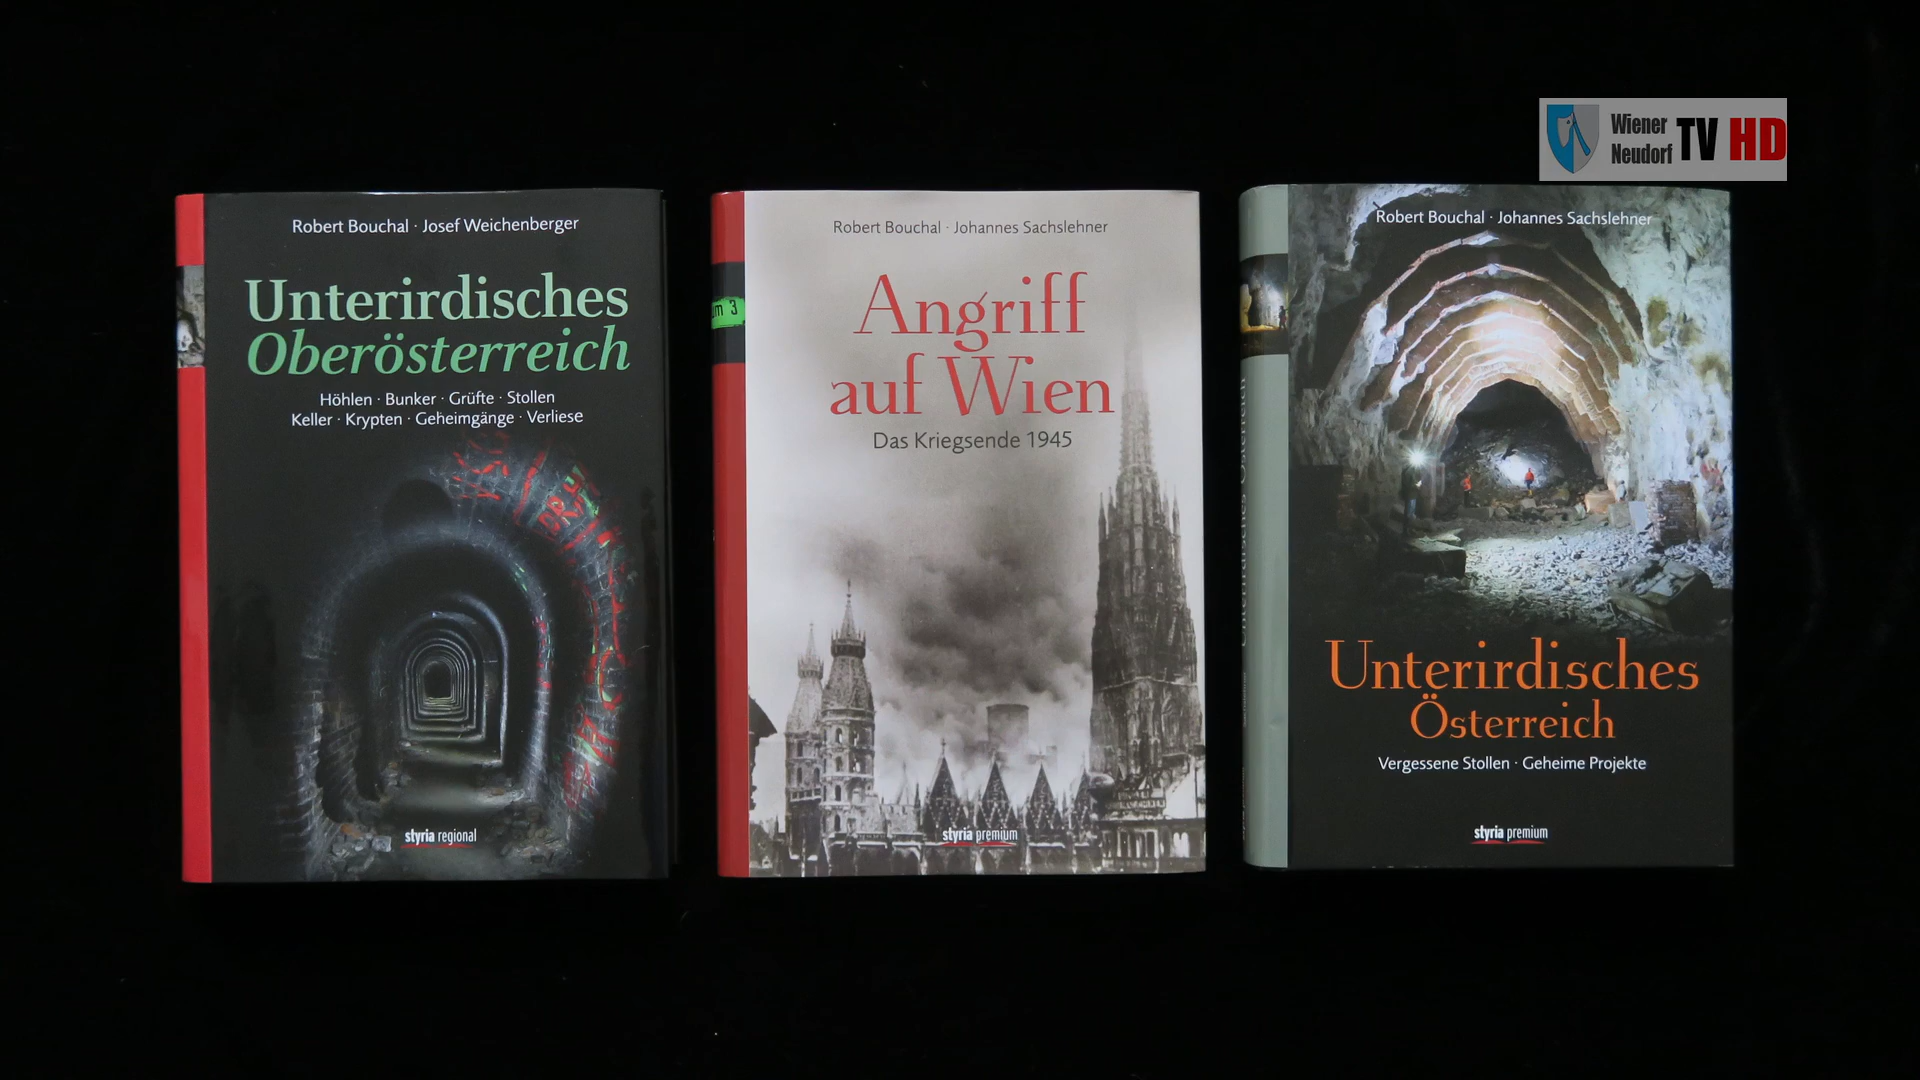 Wiener
Neudorf TV HD
Robert Bouchal · Josef Weichenberger
Unterirdisches
Oberösterreich
Höhlen · Bunker · Grüfte · Stollen
Keller · Krypten · Geheimgänge · Verliese
styria regional
Robert Bouchal · Johannes Sachslehner
Angriff
auf Wien
Das Kriegsende 1945
m 3
styria premium
Robert Bouchal · Johannes Sachslehner
Unterirdisches
Österreich
Vergessene Stollen · Geheime Projekte
styria premium